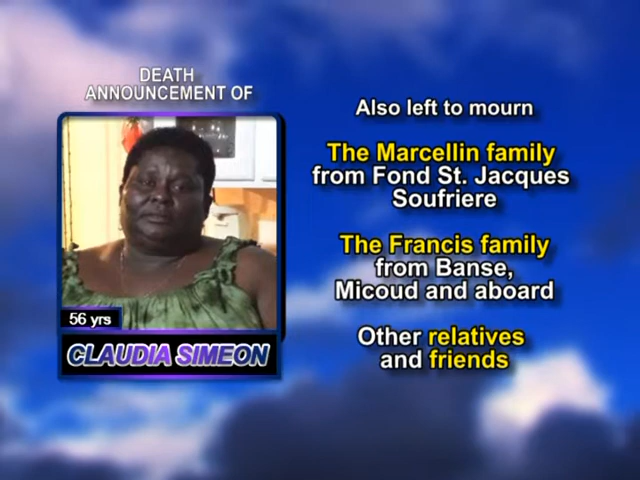 DEATH
ANNOUNCEMENT OF
56 yrs
CLAUDIA SIMEON
Also left to mourn
The Marcellin family
from Fond St. Jacques
Soufriere
The Francis family
from Banse,
Micoud and aboard
Other relatives
and friends